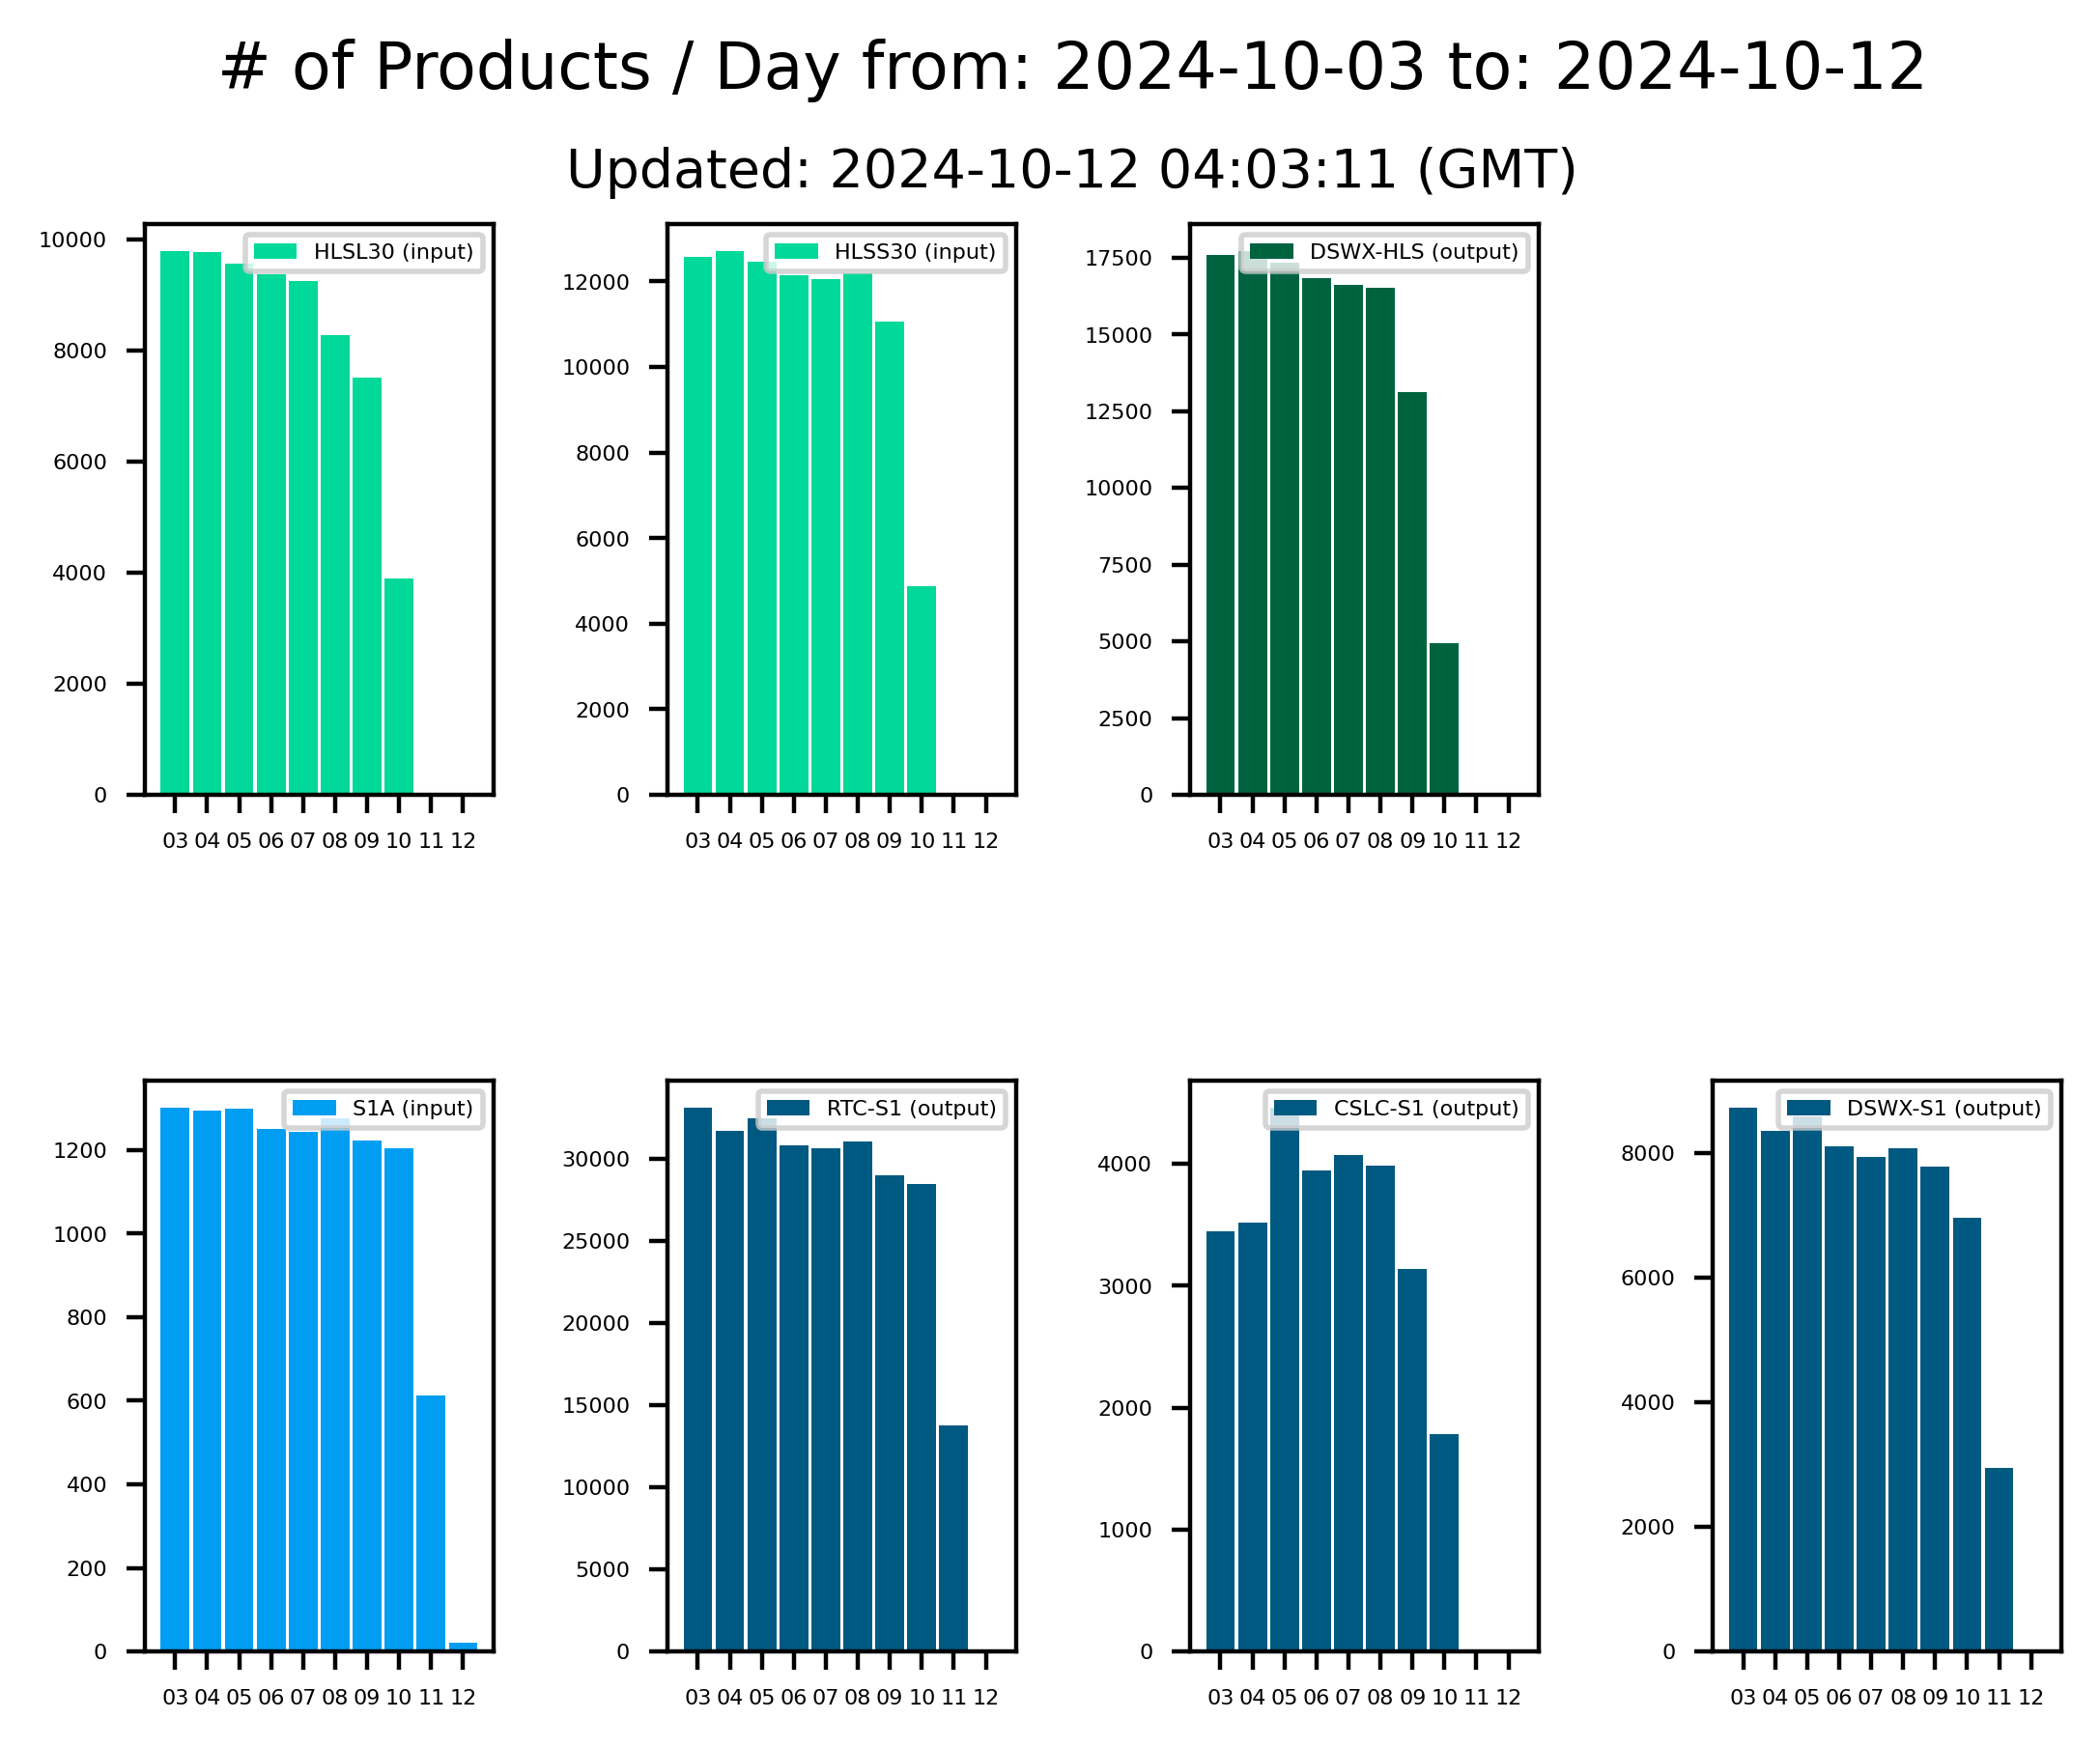 # of Products / Day from: 2024-10-03 to: 2024-10-12
Updated: 2024-10-12 04:03:11 (GMT)
HLSL30 (input)
10000
8000
6000
4000
2000
0
03 04 05 06 07 08 09 10 11 12
HLSS30 (input)
12000
10000
8000
6000
4000
2000
0
03 04 05 06 07 08 09 10 11 12
DSWX-HLS (output)
17500
15000
12500
10000
7500
5000
2500
0
03 04 05 06 07 08 09 10 11 12
S1A (input)
1200
1000
800
600
400
200
0
03 04 05 06 07 08 09 10 11 12
RTC-S1 (output)
30000
25000
20000
15000
10000
5000
0
03 04 05 06 07 08 09 10 11 12
CSLC-S1 (output)
4000
3000
2000
1000
0
03 04 05 06 07 08 09 10 11 12
DSWX-S1 (output)
8000
6000
4000
2000
0
03 04 05 06 07 08 09 10 11 12